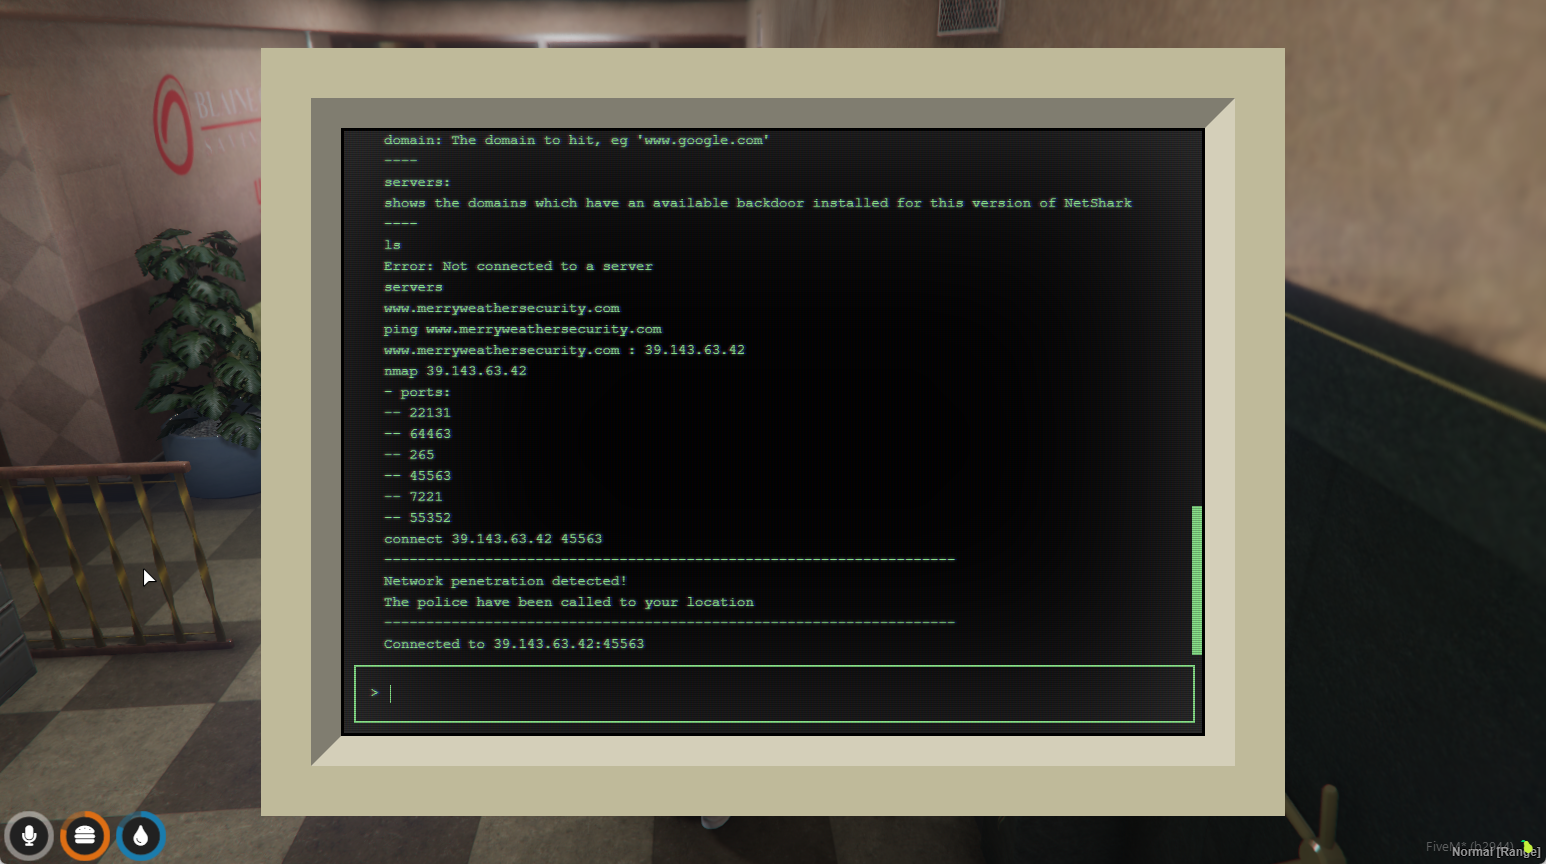 BLAINE
domain: The domain to hit, eg 'www.google.com'
----
servers:
shows the domains which have an available backdoor installed for this version of NetShark
----
ls
Error: Not connected to a server
servers
www.merryweathersecurity.com
ping www.merryweathersecurity.com
www.merryweathersecurity.com : 39.143.63.42
nmap 39.143.63.42
- ports:
-- 22131
-- 64463
-- 265
-- 45563
-- 7221
-- 55352
connect 39.143.63.42 45563
--------------------------------------------------------------------
Network penetration detected!
The police have been called to your location
--------------------------------------------------------------------
Connected to 39.143.63.42:45563
>
FiveM* (b2944)
Normal [Range]